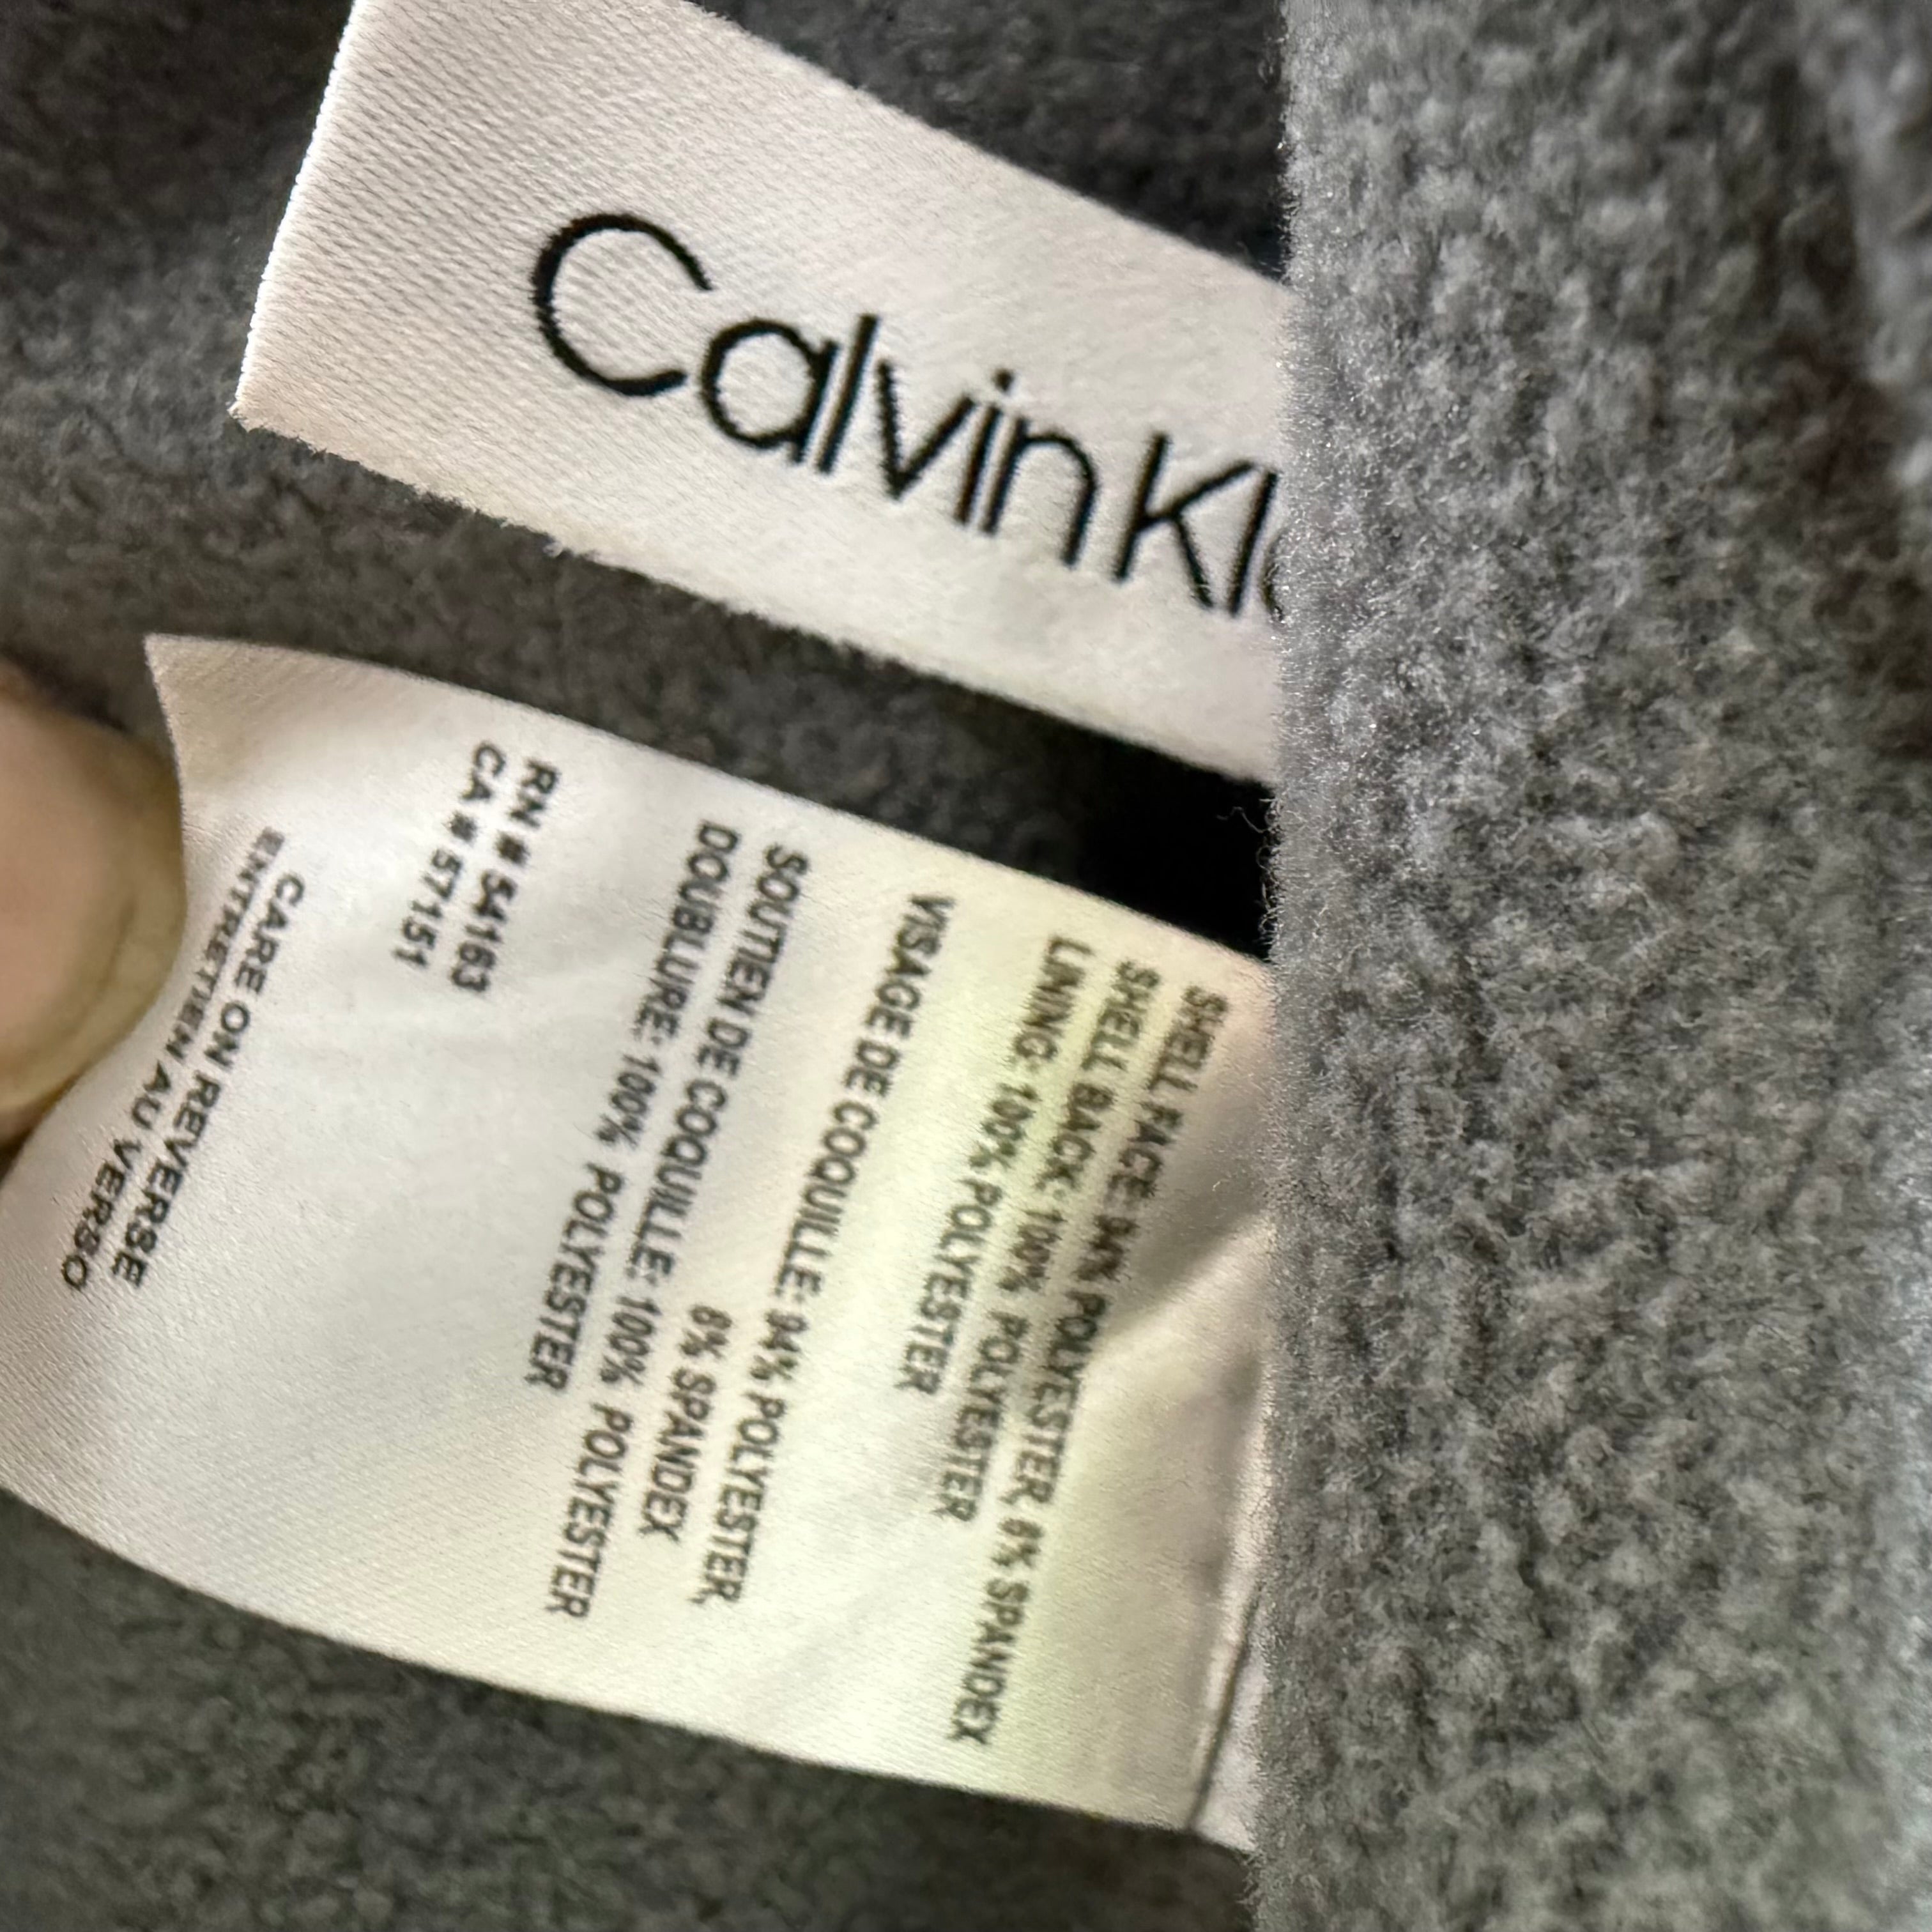 Calvin Kl
SHELL FACE: 94% POLYESTER, 6% SPANDEX
SHELL BACK: 100% POLYESTER
LINING: 100% POLYESTER
VISAGE DE COQUILLE: 94% POLYESTER,
6% SPANDEX
SOUTIEN DE COQUILLE: 100% POLYESTER
DOUBLURE: 100% POLYESTER
RN # 54163
CA # 57151
CARE ON REVERSE
ENTRETIEN AU VERSO